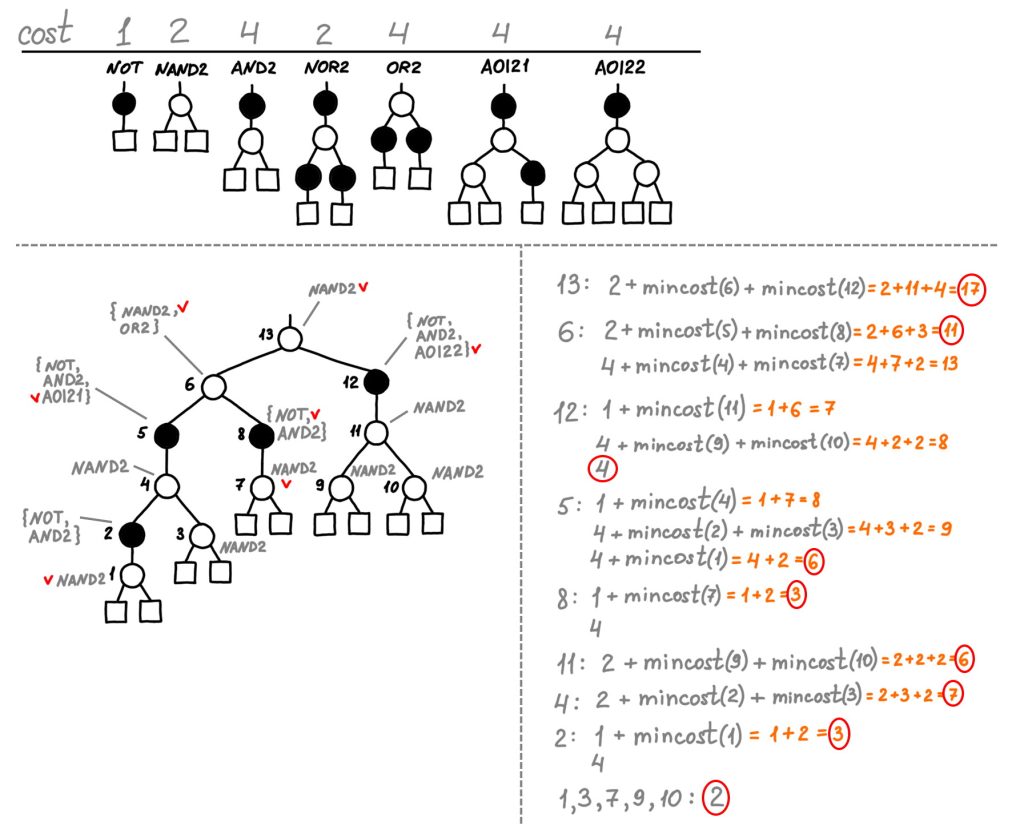 cost 1 2 4 2 4 4 4
NOT NAND2 AND2 NOR2 OR2 AOI21 AOI22
NAND2 ✓
{ NAND2, ✓
OR2}
{NOT,
AND2,
AOI22} ✓
13
{NOT,
AND2,
✓ AOI21}
6
12
NAND2
5
8
{NOT, ✓
AND2}
11
NAND2
4
NAND2
✓
7
NAND2
9
NAND2
10
{NOT,
AND2}
2
3
NAND2
✓ NAND2
1
13: 2 + mincost(6) + mincost(12) = 2+11+4= 17
6: 2 + mincost(5) + mincost(8) = 2+6+3 = 11
4 + mincost(4) + mincost(7) = 4+7+2 = 13
12: 1 + mincost(11) = 1+6 = 7
4 + mincost(9) + mincost(10) = 4+2+2 = 8
4
5: 1 + mincost(4) = 1+7 = 8
4 + mincost(2) + mincost(3) = 4+3+2 = 9
4 + mincost(1) = 4+2 = 6
8: 1 + mincost(7) = 1+2 = 3
4
11: 2 + mincost(9) + mincost(10) = 2+2+2 = 6
4: 2 + mincost(2) + mincost(3) = 2+3+2 = 7
2: 1 + mincost(1) = 1+2 = 3
4
1,3,7,9,10: 2